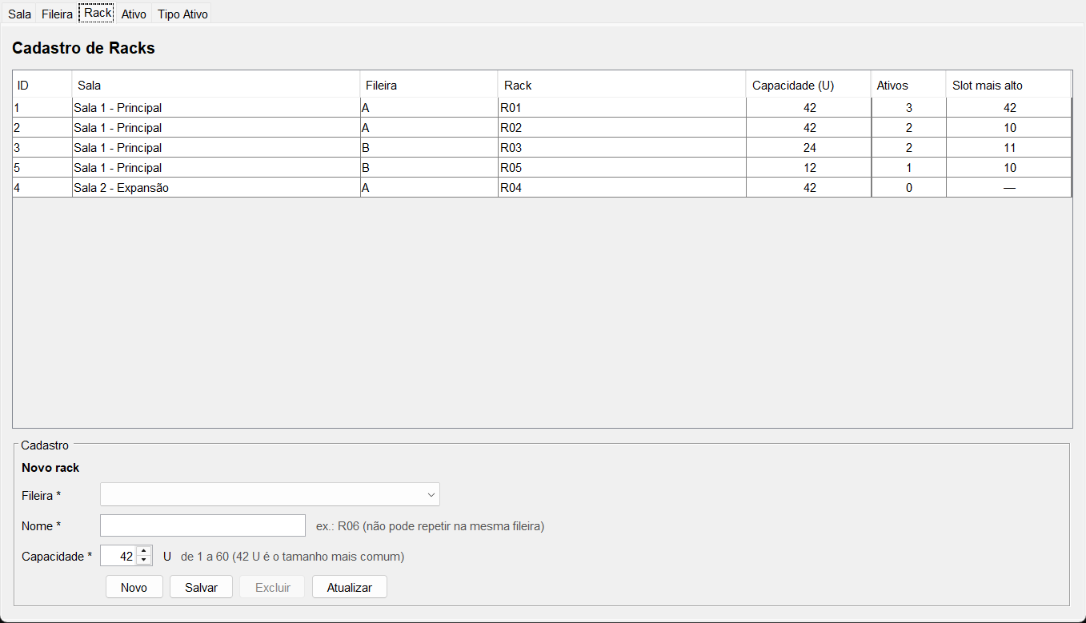 Sala Fileira Rack Ativo Tipo Ativo
Cadastro de Racks
ID Sala Fileira Rack Capacidade (U) Ativos Slot mais alto
1 Sala 1 - Principal A R01 42 3 42
2 Sala 1 - Principal A R02 42 2 10
3 Sala 1 - Principal B R03 24 2 11
5 Sala 1 - Principal B R05 12 1 10
4 Sala 2 - Expansão A R04 42 0 —
Cadastro
Novo rack
Fileira *
Nome * ex.: R06 (não pode repetir na mesma fileira)
Capacidade * 42 U de 1 a 60 (42 U é o tamanho mais comum)
Novo Salvar Excluir Atualizar